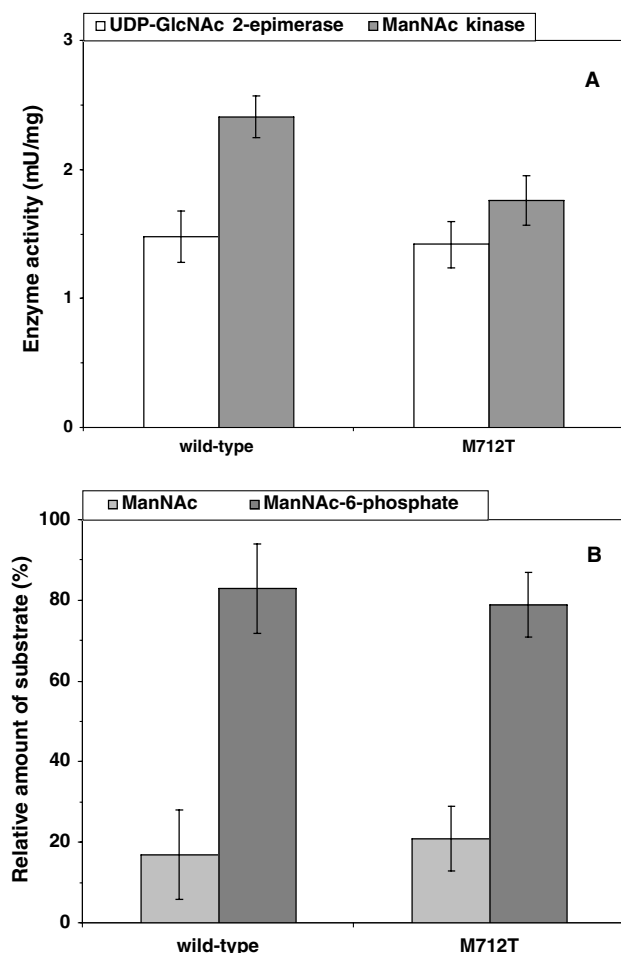 UDP-GlcNAc 2-epimerase ManNAc kinase
A
Enzyme activity (mU/mg)
3
2
1
0
wild-type M712T
ManNAc ManNAc-6-phosphate
B
Relative amount of substrate (%)
100
80
60
40
20
0
wild-type M712T